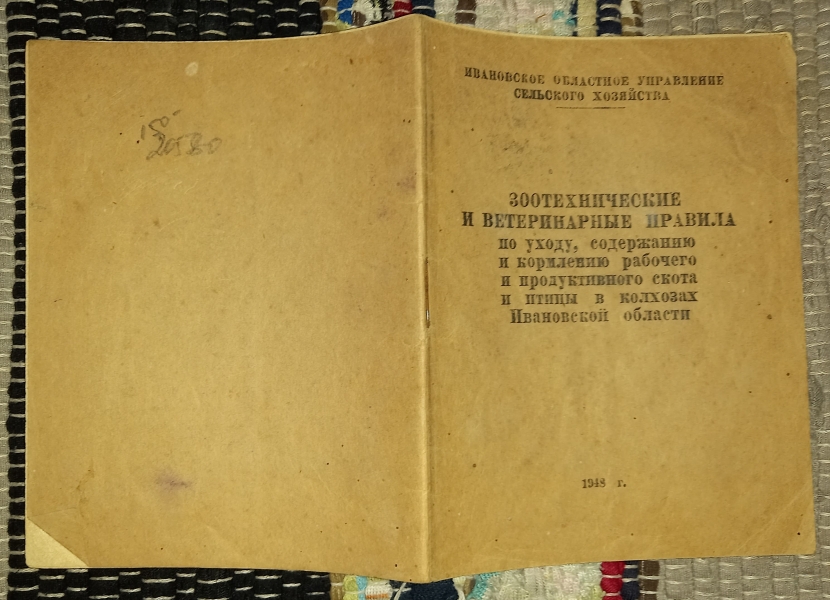 ИВАНОВСКОЕ ОБЛАСТНОЕ УПРАВЛЕНИЕ
СЕЛЬСКОГО ХОЗЯЙСТВА
ЗООТЕХНИЧЕСКИЕ
И ВЕТЕРИНАРНЫЕ ПРАВИЛА
по уходу, содержанию
и кормлению рабочего
и продуктивного скота
и птицы в колхозах
Ивановской области
1948 г.